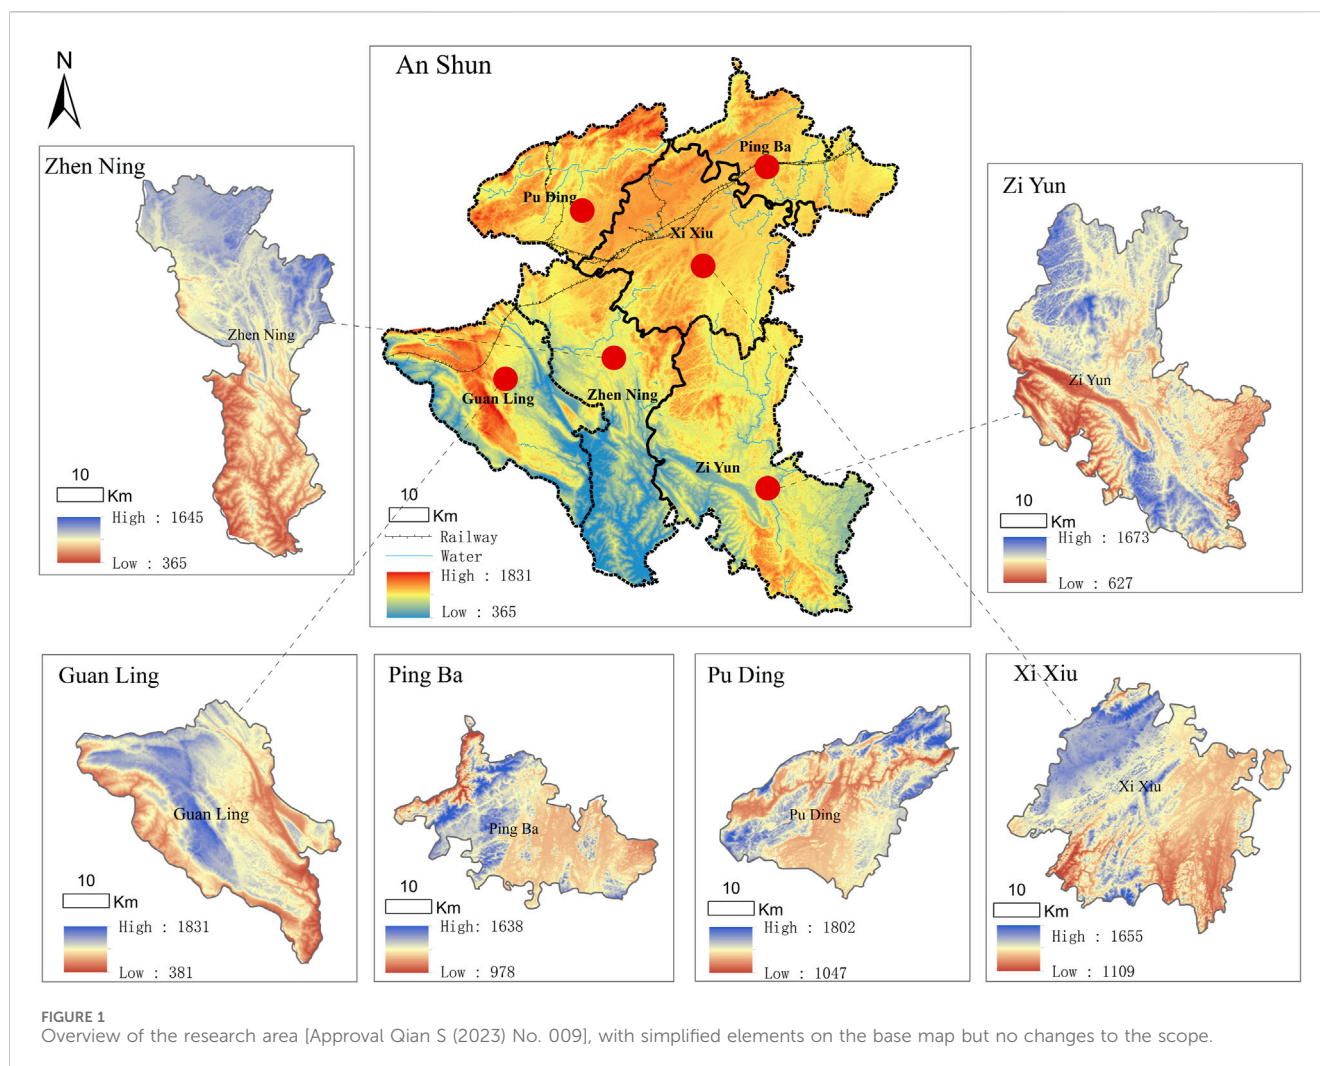 N
An Shun
Ping Ba
Pu Ding
Xi Xiu
Guan Ling
Zhen Ning
Zi Yun
10
Km
Railway
Water
High : 1831
Low : 365
Zhen Ning
Zhen Ning
10
Km
High : 1645
Low : 365
Zi Yun
Zi Yun
10
Km
High : 1673
Low : 627
Guan Ling
Guan Ling
10
Km
High : 1831
Low : 381
Ping Ba
Ping Ba
10
Km
High: 1638
Low : 978
Pu Ding
Pu Ding
10
Km
High : 1802
Low : 1047
Xi Xiu
Xi Xiu
10
Km
High : 1655
Low : 1109
FIGURE 1
Overview of the research area [Approval Qian S (2023) No. 009], with simplified elements on the base map but no changes to the scope.